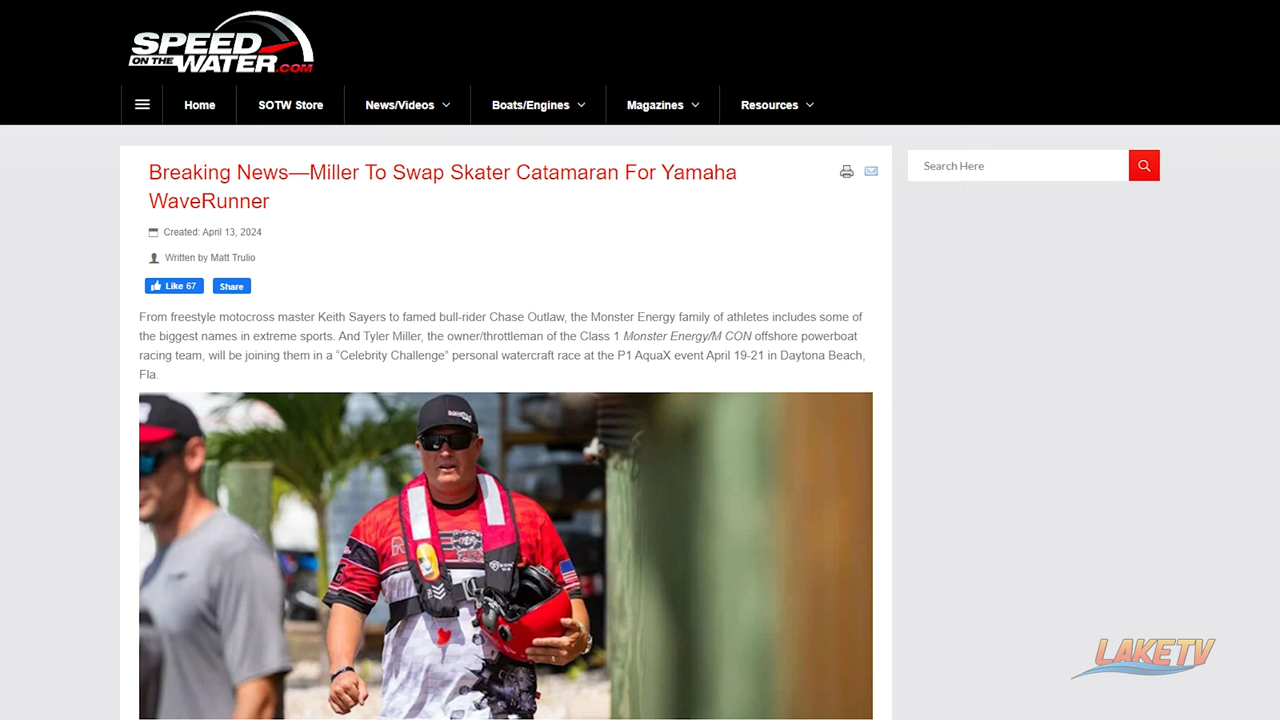 SPEED
ON THE
WATER.COM
Home
SOTW Store
News/Videos
Boats/Engines
Magazines
Resources
Breaking News—Miller To Swap Skater Catamaran For Yamaha
WaveRunner
Search Here
Created: April 13, 2024
Written by Matt Trulio
Like 67
Share
From freestyle motocross master Keith Sayers to famed bull-rider Chase Outlaw, the Monster Energy family of athletes includes some of
the biggest names in extreme sports. And Tyler Miller, the owner/throttleman of the Class 1 Monster Energy/M CON offshore powerboat
racing team, will be joining them in a “Celebrity Challenge” personal watercraft race at the P1 AquaX event April 19-21 in Daytona Beach,
Fla.
LAKETV